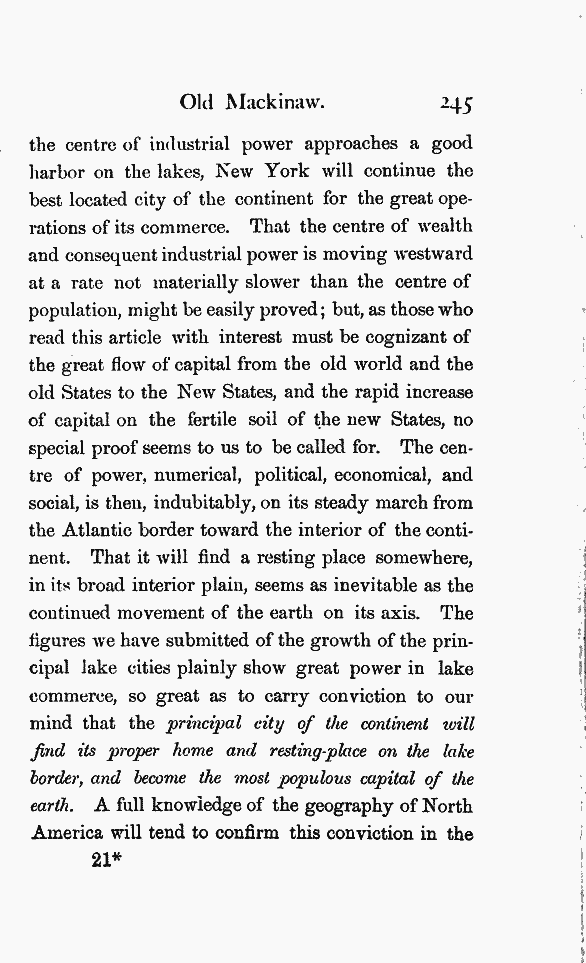 Old Mackinaw. 245
the centre of industrial power approaches a good
harbor on the lakes, New York will continue the
best located city of the continent for the great ope-
rations of its commerce. That the centre of wealth
and consequent industrial power is moving westward
at a rate not materially slower than the centre of
population, might be easily proved; but, as those who
read this article with interest must be cognizant of
the great flow of capital from the old world and the
old States to the New States, and the rapid increase
of capital on the fertile soil of the new States, no
special proof seems to us to be called for. The cen-
tre of power, numerical, political, economical, and
social, is then, indubitably, on its steady march from
the Atlantic border toward the interior of the conti-
nent. That it will find a resting place somewhere,
in its broad interior plain, seems as inevitable as the
continued movement of the earth on its axis. The
figures we have submitted of the growth of the prin-
cipal lake cities plainly show great power in lake
commerce, so great as to carry conviction to our
mind that the principal city of the continent will
find its proper home and resting-place on the lake
border, and become the most populous capital of the
earth. A full knowledge of the geography of North
America will tend to confirm this conviction in the
21*